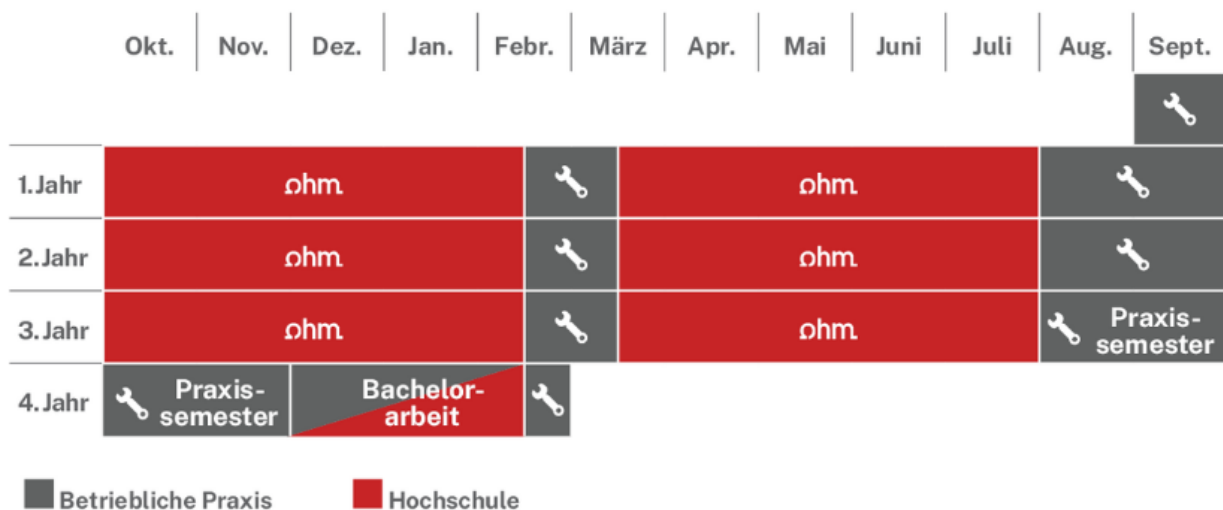 Okt. Nov. Dez. Jan. Febr. März Apr. Mai Juni Juli Aug. Sept.
1. Jahr ohm ohm
2. Jahr ohm ohm
3. Jahr ohm ohm Praxis-
semester
4. Jahr Praxis-
semester Bachelor-
arbeit
Betriebliche Praxis Hochschule